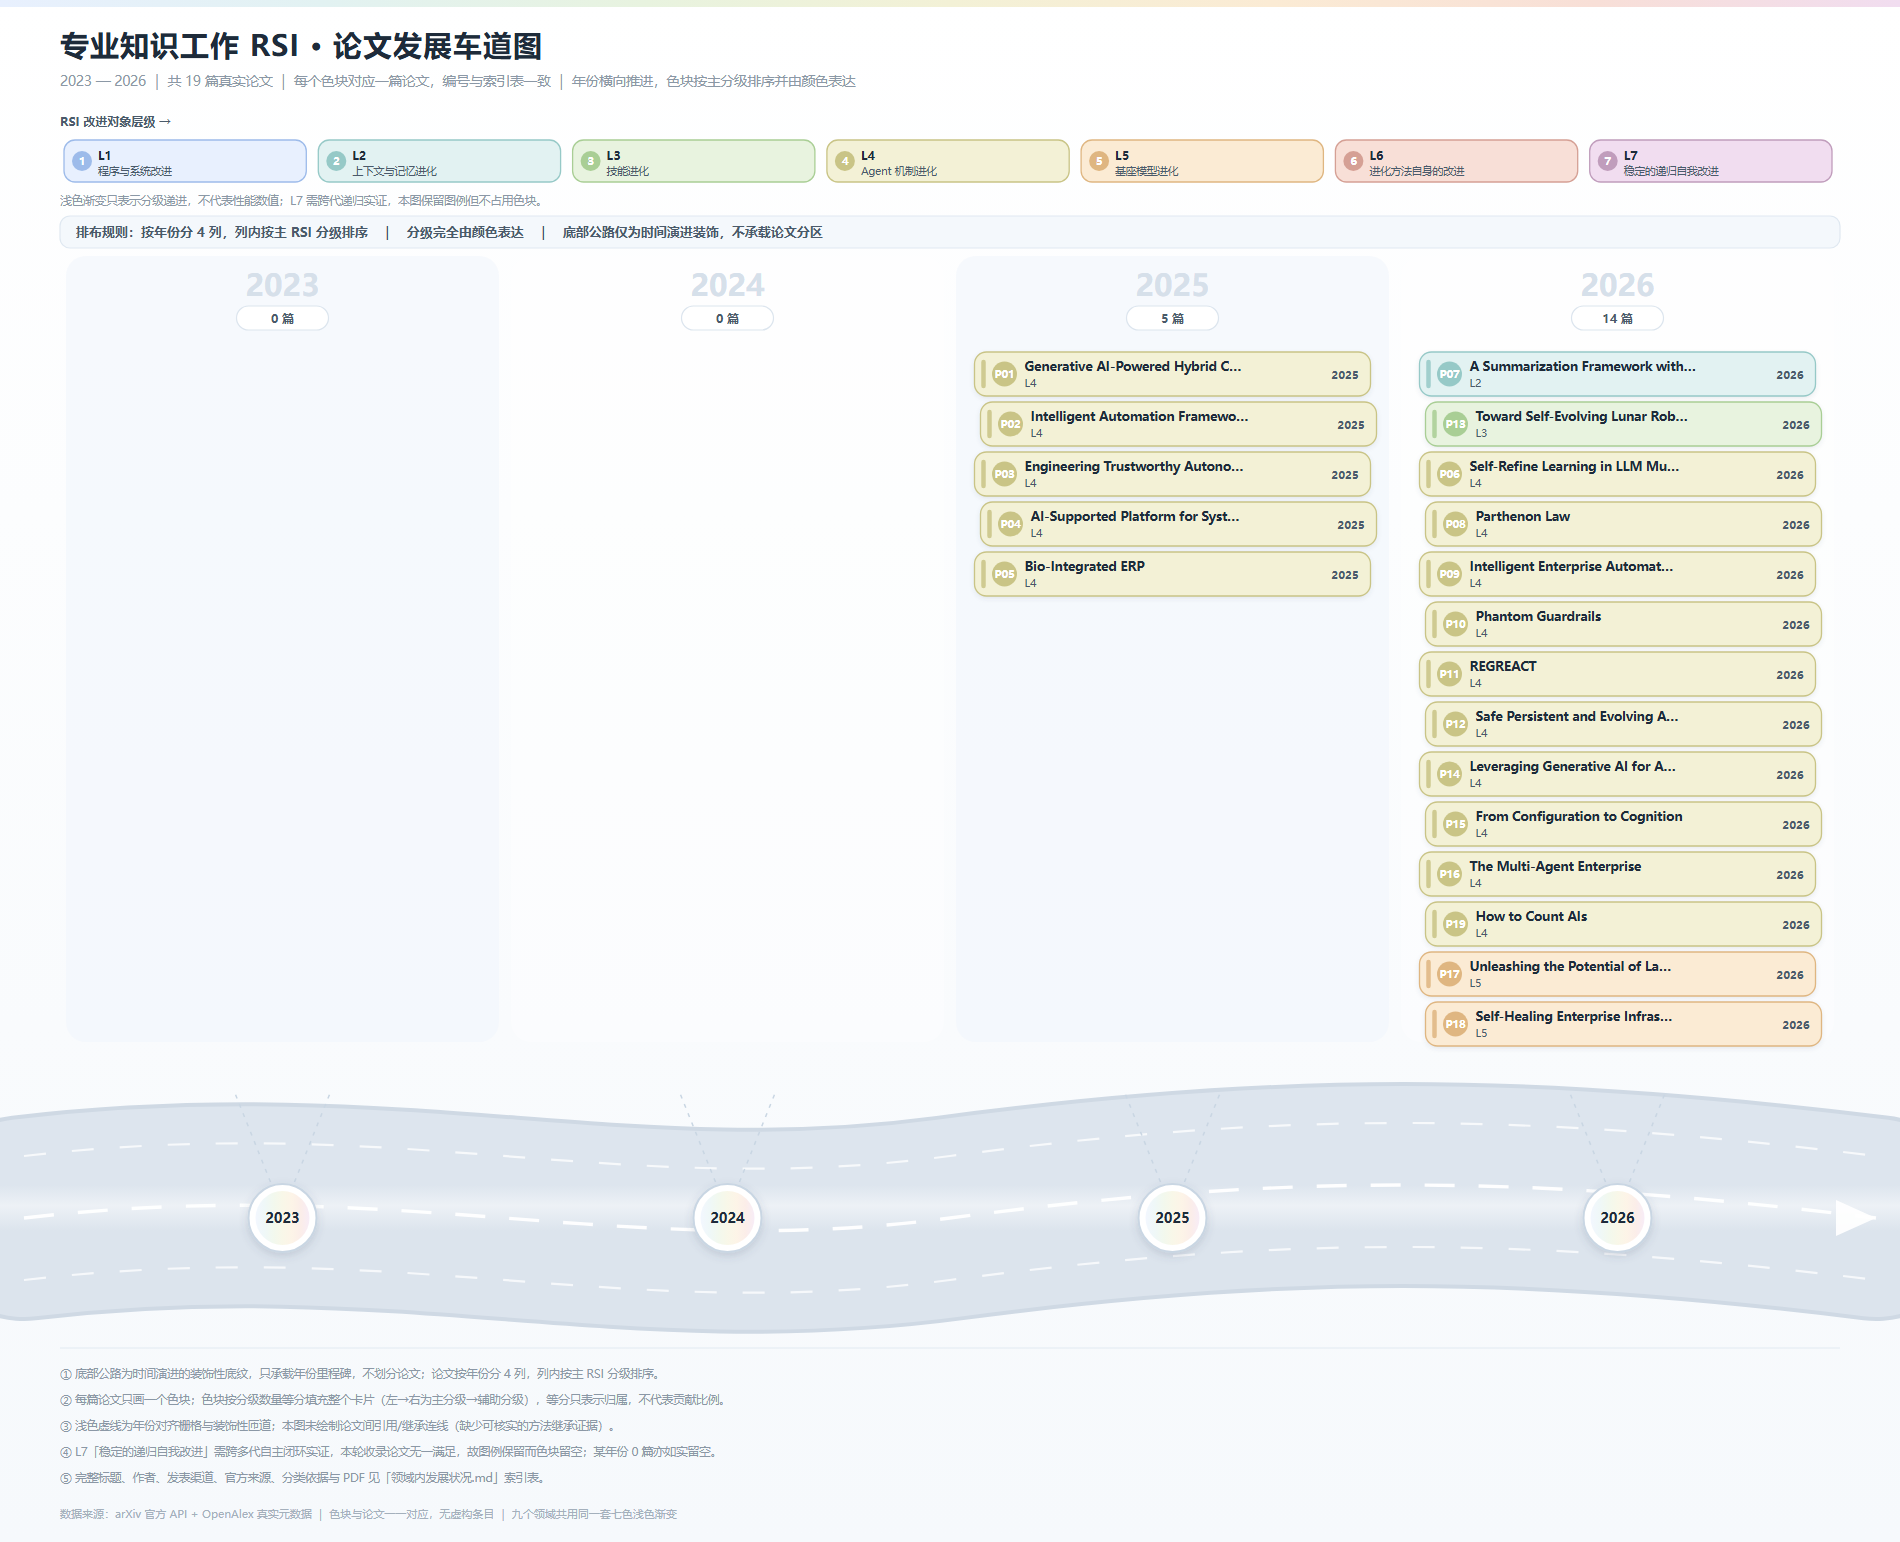 专业知识工作 RSI · 论文发展车道图
2023 — 2026 | 共 19 篇真实论文 | 每个色块对应一篇论文，编号与索引表一致 | 年份横向推进，色块按主分级排序并由颜色表达
RSI 改进对象层级 →
1 L1 程序与系统改进
2 L2 上下文与记忆进化
3 L3 技能进化
4 L4 Agent 机制进化
5 L5 基座模型进化
6 L6 进化方法自身的改进
7 L7 稳定的递归自我改进
浅色渐变只表示分级递进，不代表性能数值；L7 需跨代递归实证，本图保留图例但不占用色块。
排布规则：按年份分 4 列，列内按主 RSI 分级排序 | 分级完全由颜色表达 | 底部公路仅为时间演进装饰，不承载论文分区
2023
0 篇
2024
0 篇
2025
5 篇
P01 Generative AI-Powered Hybrid C... 2025
L4
P02 Intelligent Automation Framewo... 2025
L4
P03 Engineering Trustworthy Autono... 2025
L4
P04 AI-Supported Platform for Syst... 2025
L4
P05 Bio-Integrated ERP 2025
L4
2026
14 篇
P07 A Summarization Framework with... 2026
L2
P13 Toward Self-Evolving Lunar Rob... 2026
L3
P06 Self-Refine Learning in LLM Mu... 2026
L4
P08 Parthenon Law 2026
L4
P09 Intelligent Enterprise Automat... 2026
L4
P10 Phantom Guardrails 2026
L4
P11 REGREACT 2026
L4
P12 Safe Persistent and Evolving A... 2026
L4
P14 Leveraging Generative AI for A... 2026
L4
P15 From Configuration to Cognition 2026
L4
P16 The Multi-Agent Enterprise 2026
L4
P19 How to Count AIs 2026
L4
P17 Unleashing the Potential of La... 2026
L5
P18 Self-Healing Enterprise Infras... 2026
L5
2023
2024
2025
2026
① 底部公路为时间演进的装饰性底纹，只承载年份里程碑，不划分论文；论文按年份分 4 列，列内按主 RSI 分级排序。
② 每篇论文只画一个色块；色块按分级数量等分填充整个卡片（左→右为主分级→辅助分级），等分只表示归属，不代表贡献比例。
③ 浅色虚线为年份对齐栅格与装饰性匝道；本图未绘制论文间引用/继承连线（缺少可核实的方法继承证据）。
④ L7「稳定的递归自我改进」需跨多代自主闭环实证，本轮收录论文无一满足，故图例保留而色块留空；某年份 0 篇亦如实留空。
⑤ 完整标题、作者、发表渠道、官方来源、分类依据与 PDF 见「领域内发展状况.md」索引表。
数据来源：arXiv 官方 API + OpenAlex 真实元数据 | 色块与论文一一对应，无虚构条目 | 九个领域共用同一套七色浅色渐变